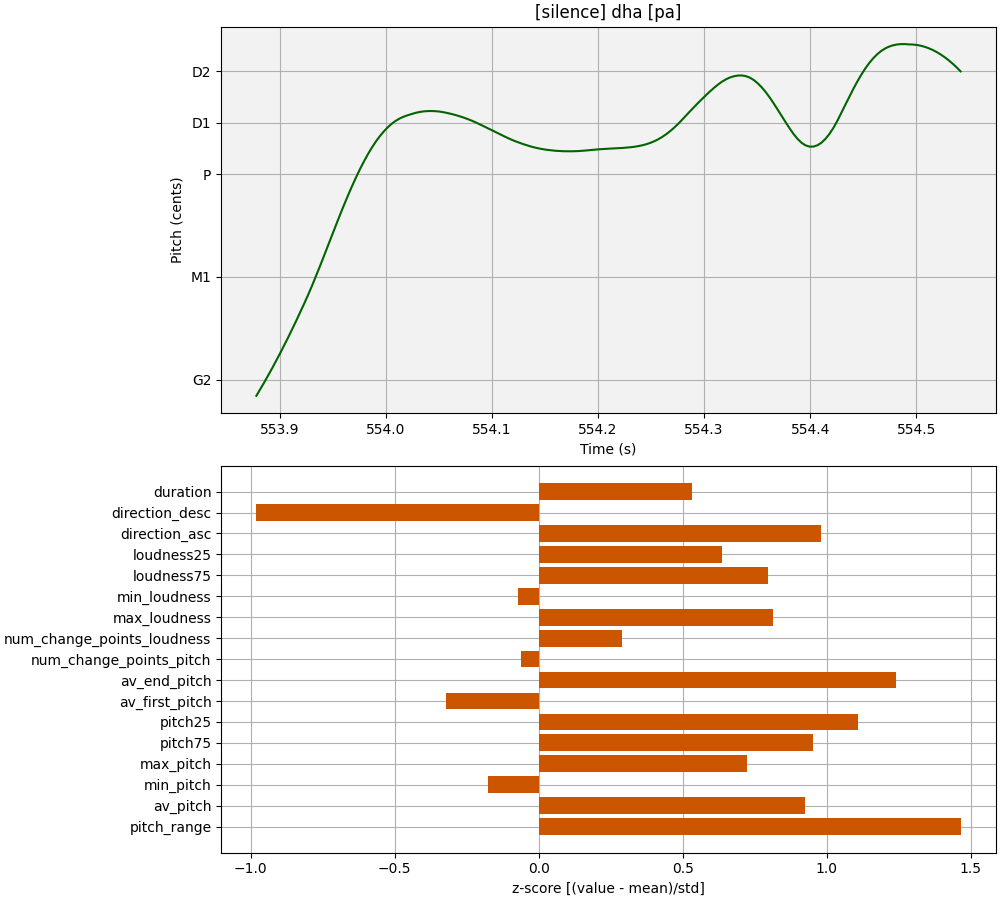 [silence] dha [pa]
D2
D1
P
M1
G2
Pitch (cents)
553.9 554.0 554.1 554.2 554.3 554.4 554.5
Time (s)
duration
direction_desc
direction_asc
loudness25
loudness75
min_loudness
max_loudness
num_change_points_loudness
num_change_points_pitch
av_end_pitch
av_first_pitch
pitch25
pitch75
max_pitch
min_pitch
av_pitch
pitch_range
−1.0 −0.5 0.0 0.5 1.0 1.5
z-score [(value - mean)/std]